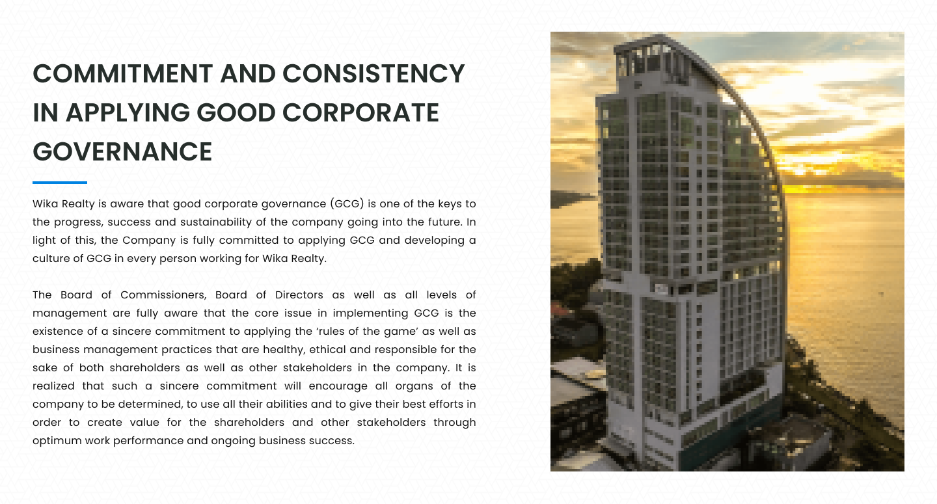 COMMITMENT AND CONSISTENCY
IN APPLYING GOOD CORPORATE
GOVERNANCE
Wika Realty is aware that good corporate governance (GCG) is one of the keys to
the progress, success and sustainability of the company going into the future. In
light of this, the Company is fully committed to applying GCG and developing a
culture of GCG in every person working for Wika Realty.
The Board of Commissioners, Board of Directors as well as all levels of
management are fully aware that the core issue in implementing GCG is the
existence of a sincere commitment to applying the ‘rules of the game’ as well as
business management practices that are healthy, ethical and responsible for the
sake of both shareholders as well as other stakeholders in the company. It is
realized that such a sincere commitment will encourage all organs of the
company to be determined, to use all their abilities and to give their best efforts in
order to create value for the shareholders and other stakeholders through
optimum work performance and ongoing business success.